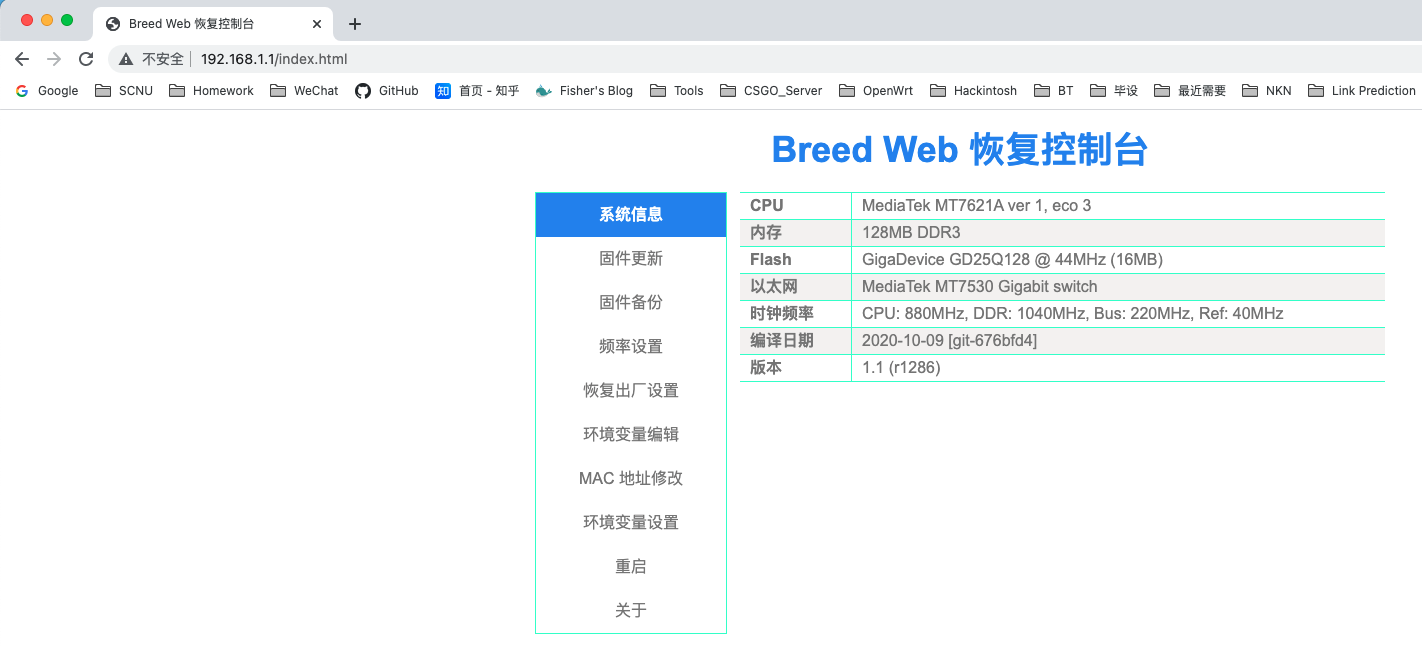 Breed Web 恢复控制台
不安全 192.168.1.1/index.html
Google SCNU Homework WeChat GitHub 知 首页 - 知乎 Fisher's Blog Tools CSGO_Server OpenWrt Hackintosh BT 毕设 最近需要 NKN Link Prediction
Breed Web 恢复控制台
系统信息
固件更新
固件备份
频率设置
恢复出厂设置
环境变量编辑
MAC 地址修改
环境变量设置
重启
关于
CPU MediaTek MT7621A ver 1, eco 3
内存 128MB DDR3
Flash GigaDevice GD25Q128 @ 44MHz (16MB)
以太网 MediaTek MT7530 Gigabit switch
时钟频率 CPU: 880MHz, DDR: 1040MHz, Bus: 220MHz, Ref: 40MHz
编译日期 2020-10-09 [git-676bfd4]
版本 1.1 (r1286)